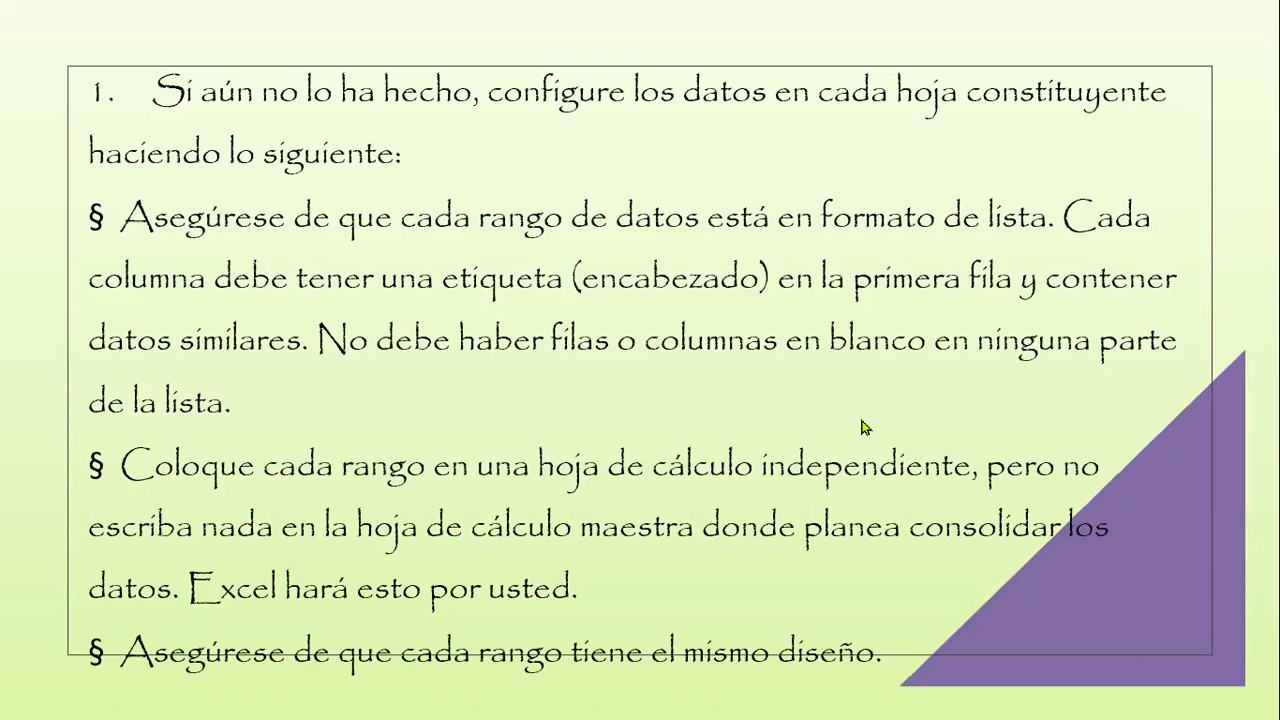 1. Si aún no lo ha hecho, configure los datos en cada hoja constituyente
haciendo lo siguiente:
§ Asegúrese de que cada rango de datos está en formato de lista. Cada
columna debe tener una etiqueta (encabezado) en la primera fila y contener
datos similares. No debe haber filas o columnas en blanco en ninguna parte
de la lista.
§ Coloque cada rango en una hoja de cálculo independiente, pero no
escriba nada en la hoja de cálculo maestra donde planea consolidar los
datos. Excel hará esto por usted.
§ Asegúrese de que cada rango tiene el mismo diseño.